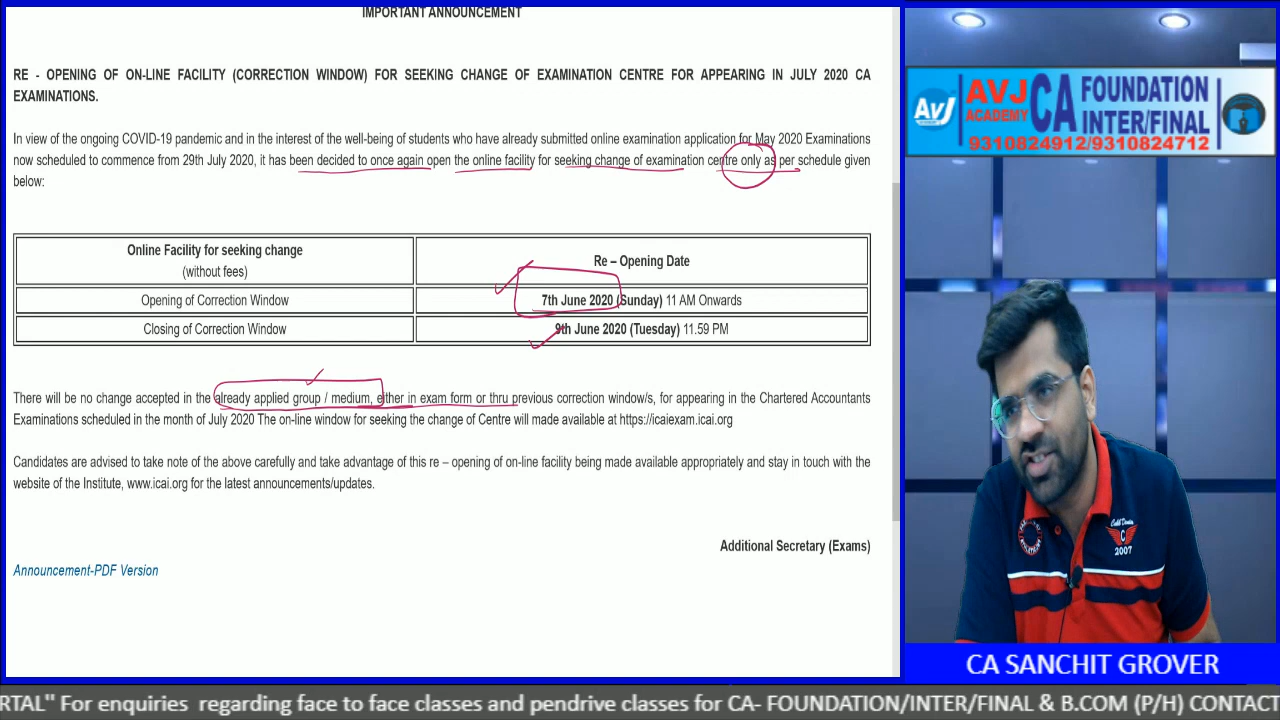 IMPORTANT ANNOUNCEMENT
RE - OPENING OF ON-LINE FACILITY (CORRECTION WINDOW) FOR SEEKING CHANGE OF EXAMINATION CENTRE FOR APPEARING IN JULY 2020 CA
EXAMINATIONS.
In view of the ongoing COVID-19 pandemic and in the interest of the well-being of students who have already submitted online examination application for May 2020 Examinations
now scheduled to commence from 29th July 2020, it has been decided to once again open the online facility for seeking change of examination centre only as per schedule given
below:
Online Facility for seeking change
(without fees)
Re – Opening Date
Opening of Correction Window
7th June 2020 (Sunday) 11 AM Onwards
Closing of Correction Window
9th June 2020 (Tuesday) 11.59 PM
There will be no change accepted in the already applied group / medium, either in exam form or thru previous correction window/s, for appearing in the Chartered Accountants
Examinations scheduled in the month of July 2020 The on-line window for seeking the change of Centre will made available at https://icaiexam.icai.org
Candidates are advised to take note of the above carefully and take advantage of this re – opening of on-line facility being made available appropriately and stay in touch with the
website of the Institute, www.icai.org for the latest announcements/updates.
Additional Secretary (Exams)
Announcement-PDF Version
AVJ
AVJ
ACADEMY
CA
FOUNDATION
INTER/FINAL
9310824912/9310824712
C
2007
CA SANCHIT GROVER
RTAL" For enquiries regarding face to face classes and pendrive classes for CA- FOUNDATION/INTER/FINAL & B.COM (P/H) CONTACT